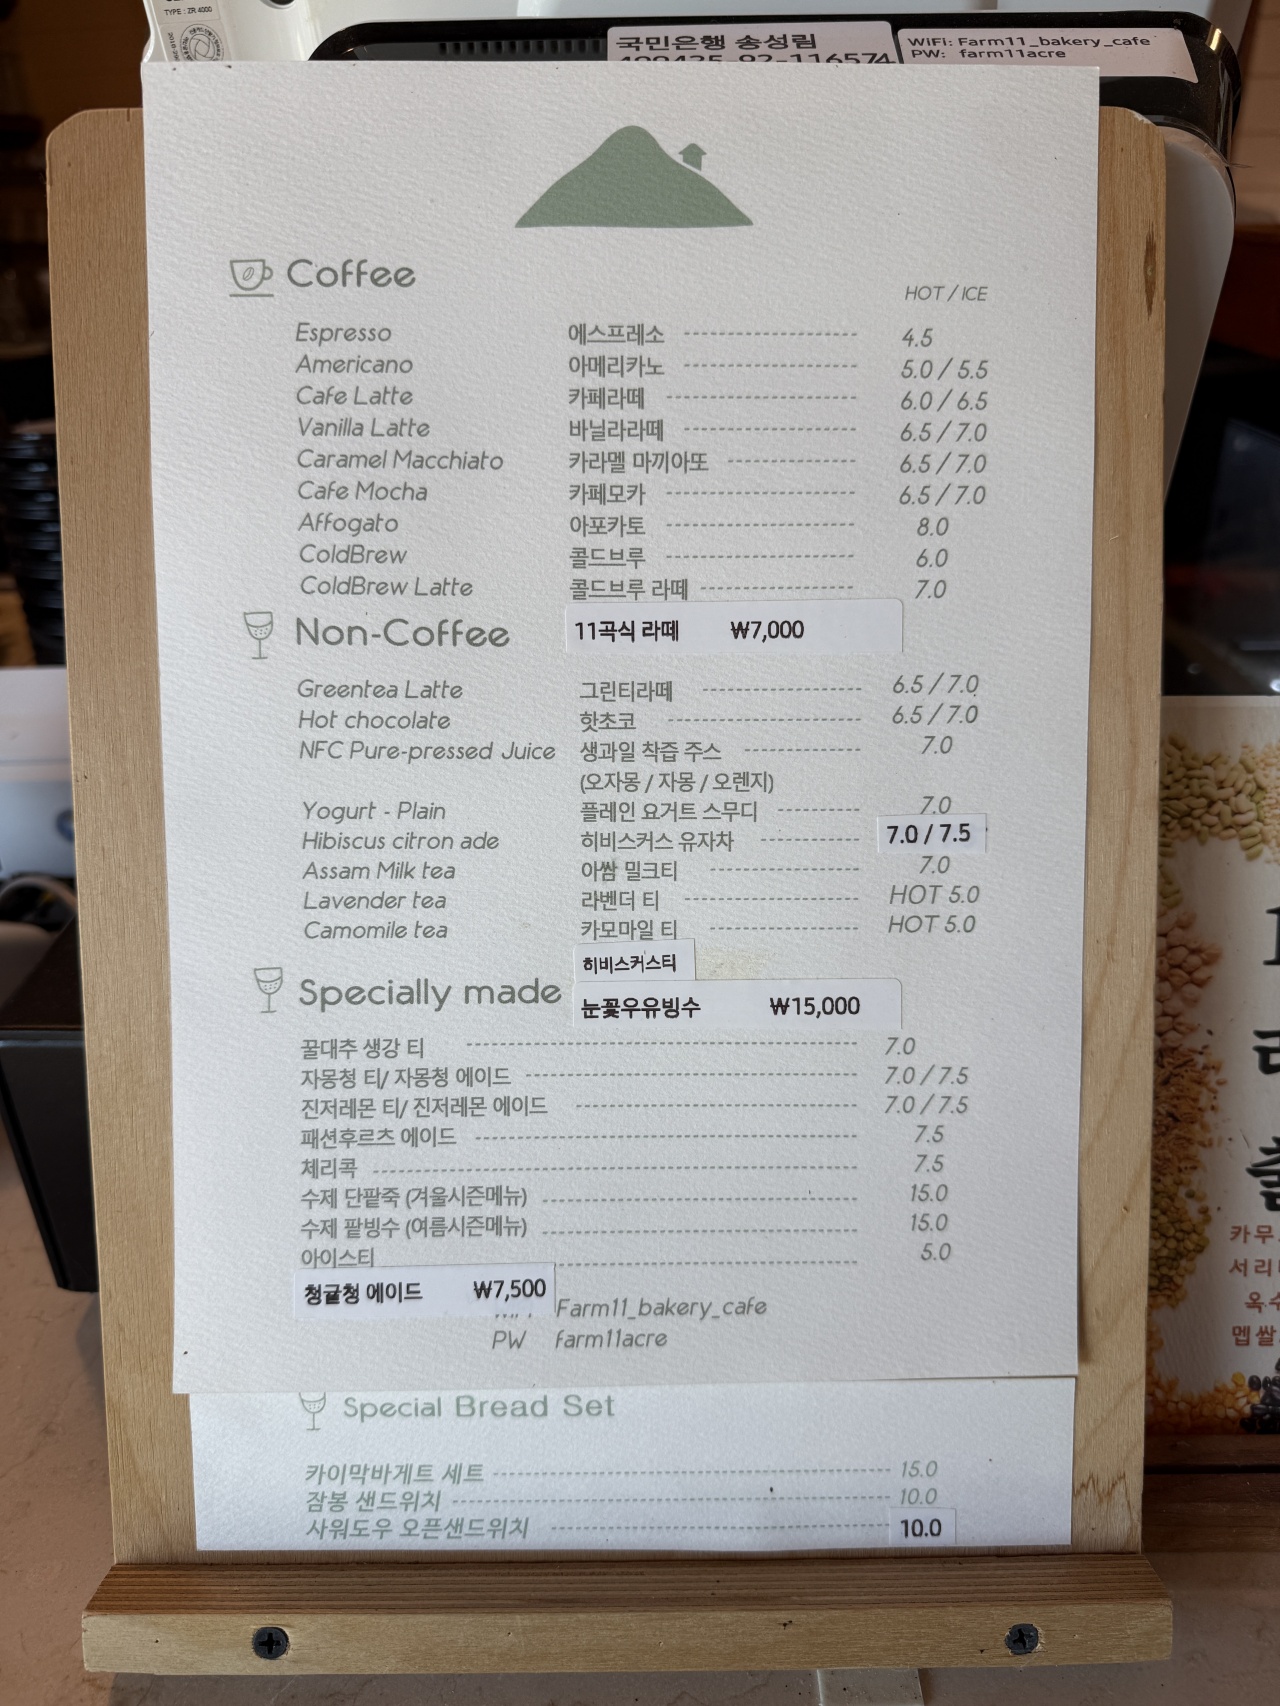 TYPE : ZR 4000
국민은행 송성림
WiFi: Farm11_bakery_cafe
PW: farm11acre
Coffee
HOT / ICE
Espresso 에스프레소 4.5
Americano 아메리카노 5.0 / 5.5
Cafe Latte 카페라떼 6.0 / 6.5
Vanilla Latte 바닐라라떼 6.5 / 7.0
Caramel Macchiato 카라멜 마끼아또 6.5 / 7.0
Cafe Mocha 카페모카 6.5 / 7.0
Affogato 아포카토 8.0
ColdBrew 콜드브루 6.0
ColdBrew Latte 콜드브루 라떼 7.0
Non-Coffee 11곡식 라떼 ₩7,000
Greentea Latte 그린티라떼 6.5 / 7.0
Hot chocolate 핫초코 6.5 / 7.0
NFC Pure-pressed Juice 생과일 착즙 주스 7.0
(오자몽 / 자몽 / 오렌지)
Yogurt - Plain 플레인 요거트 스무디 7.0
Hibiscus citron ade 히비스커스 유자차 7.0 / 7.5
Assam Milk tea 아쌈 밀크티 7.0
Lavender tea 라벤더 티 HOT 5.0
Camomile tea 카모마일 티 HOT 5.0
히비스커스티
Specially made 눈꽃우유빙수 ₩15,000
꿀대추 생강 티 7.0
자몽청 티/ 자몽청 에이드 7.0 / 7.5
진저레몬 티/ 진저레몬 에이드 7.0 / 7.5
패션후르츠 에이드 7.5
체리콕 7.5
수제 단팥죽 (겨울시즌메뉴) 15.0
수제 팥빙수 (여름시즌메뉴) 15.0
아이스티 5.0
청귤청 에이드 ₩7,500
Farm11_bakery_cafe
PW farm11acre
Special Bread Set
카이막바게트 세트 15.0
잠봉 샌드위치 10.0
사워도우 오픈샌드위치 10.0
카무
서리
옥수
멥쌀